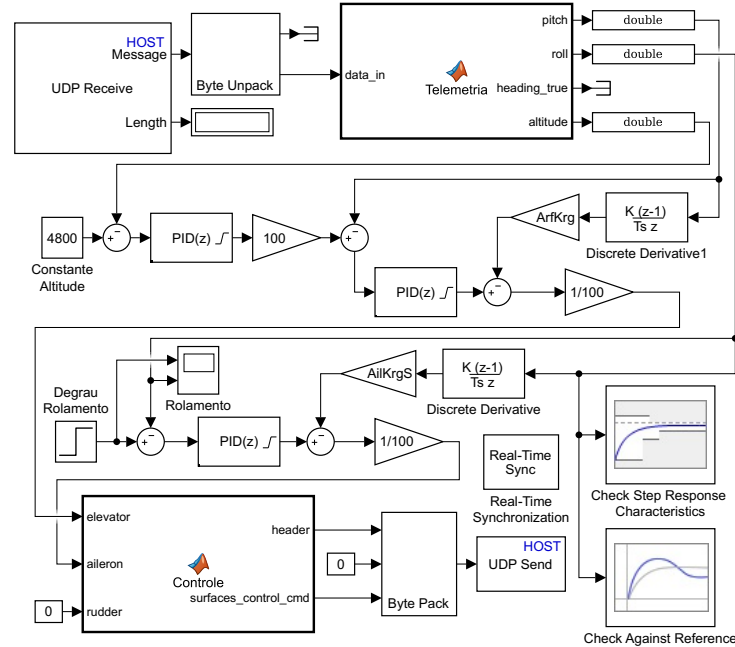 HOST
Message
UDP Receive
Length
Byte Unpack
data_in
Telemetria
pitch
roll
heading_true
altitude
double
double
double
4800
Constante
Altitude
+
−
PID(z)
100
+
−
ArfKrg
K (z-1)
Ts z
Discrete Derivative1
PID(z)
+
−
1/100
Degrau
Rolamento
Rolamento
+
−
PID(z)
AilKrgS
K (z-1)
Ts z
Discrete Derivative
+
−
1/100
Real-Time
Sync
Real-Time
Synchronization
Check Step Response
Characteristics
elevator
aileron
rudder
0
Controle
header
surfaces_control_cmd
0
Byte Pack
HOST
UDP Send
Check Against Reference